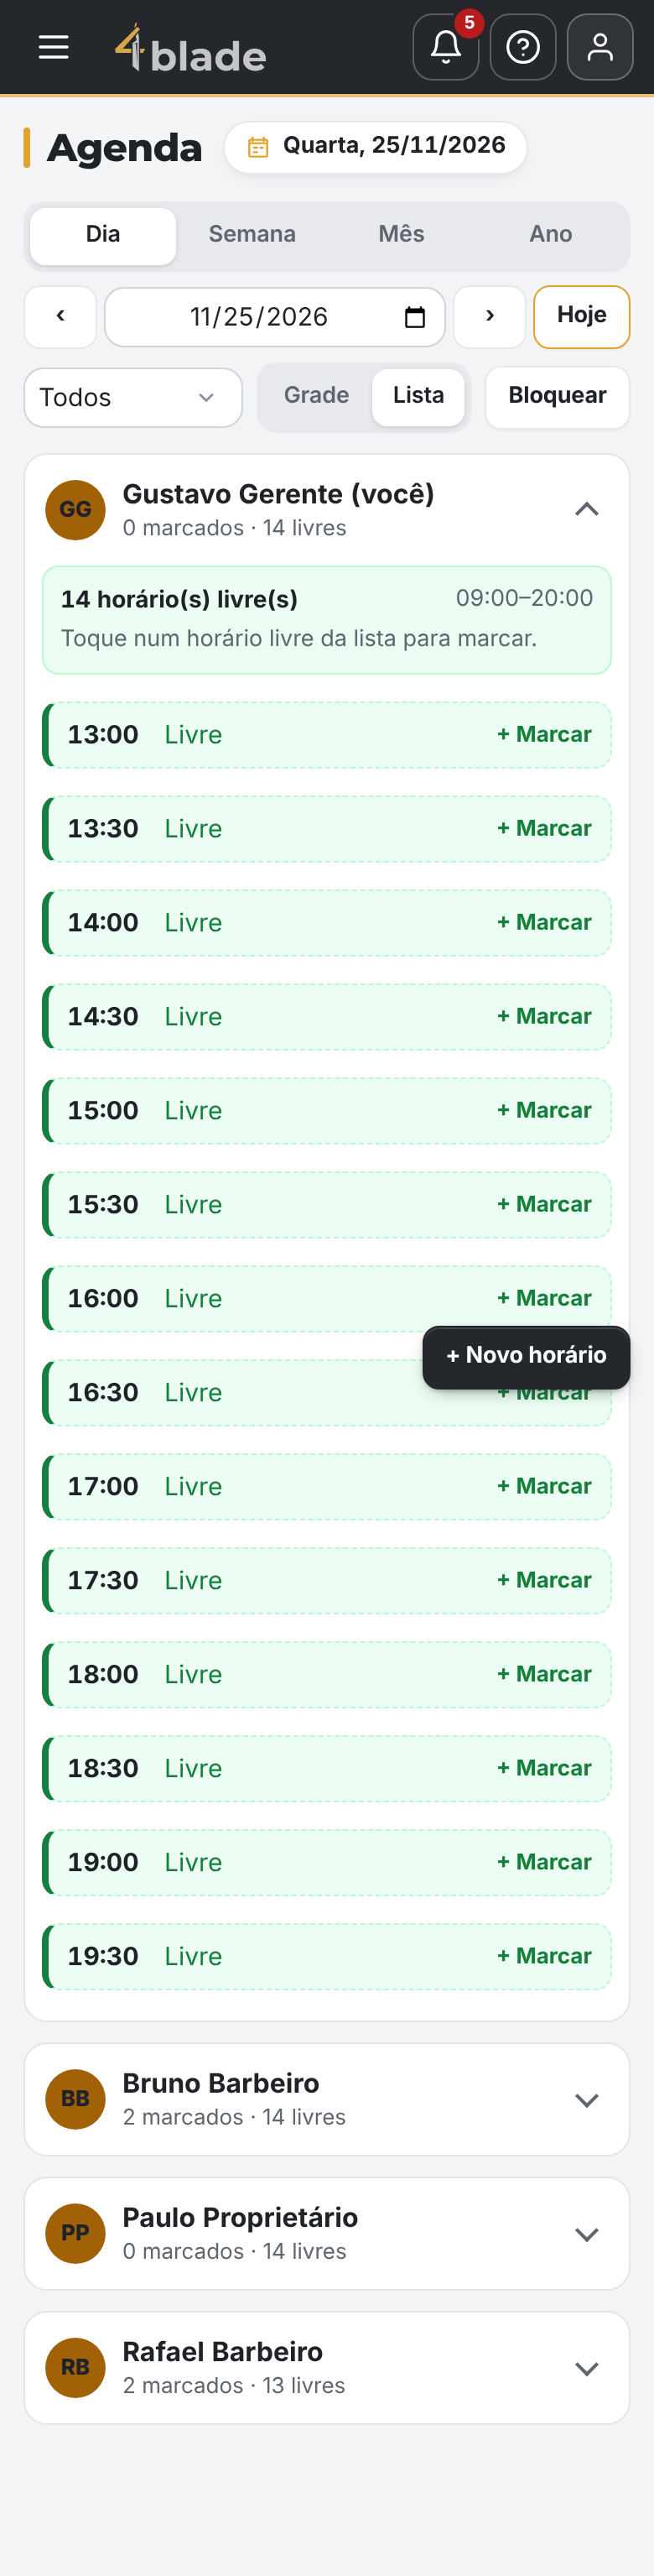 4blade
5
Agenda
Quarta, 25/11/2026
Dia Semana Mês Ano
‹ 11/25/2026 › Hoje
Todos Grade Lista Bloquear
GG Gustavo Gerente (você)
0 marcados · 14 livres
14 horário(s) livre(s) 09:00–20:00
Toque num horário livre da lista para marcar.
13:00 Livre + Marcar
13:30 Livre + Marcar
14:00 Livre + Marcar
14:30 Livre + Marcar
15:00 Livre + Marcar
15:30 Livre + Marcar
16:00 Livre + Marcar
+ Novo horário
16:30 Livre + Marcar
17:00 Livre + Marcar
17:30 Livre + Marcar
18:00 Livre + Marcar
18:30 Livre + Marcar
19:00 Livre + Marcar
19:30 Livre + Marcar
BB Bruno Barbeiro
2 marcados · 14 livres
PP Paulo Proprietário
0 marcados · 14 livres
RB Rafael Barbeiro
2 marcados · 13 livres